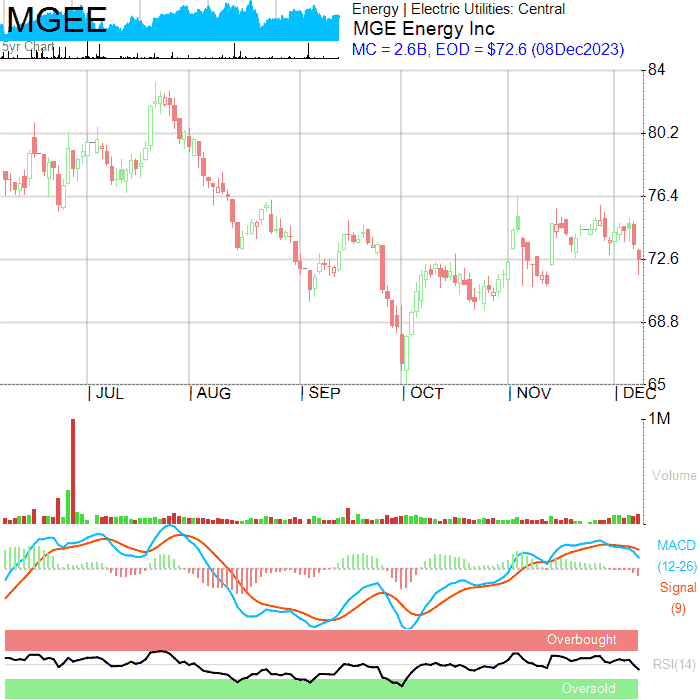 MGEE
5yr Chart
Energy | Electric Utilities: Central
MGE Energy Inc
MC = 2.6B, EOD = $72.6 (08Dec2023)
84
80.2
76.4
72.6
68.8
65
| JUL | AUG | SEP | OCT | NOV | DEC
1M
Volume
MACD
(12-26)
Signal
(9)
Overbought
RSI(14)
Oversold